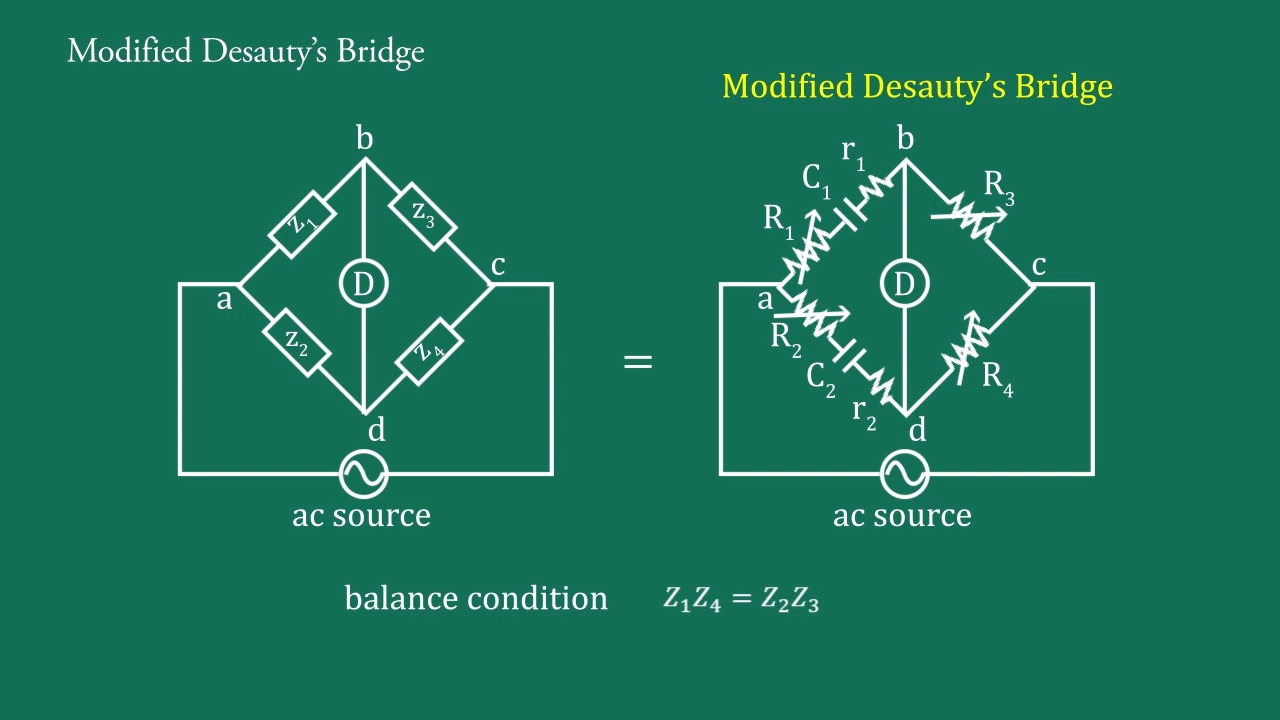 Modified Desauty's Bridge
Modified Desauty's Bridge
b
z₁
z₃
a
D
c
z₂
z₄
d
ac source
=
b
r₁
C₁
R₁
R₃
a
D
c
R₂
C₂
r₂
R₄
d
ac source
balance condition Z₁Z₄ = Z₂Z₃